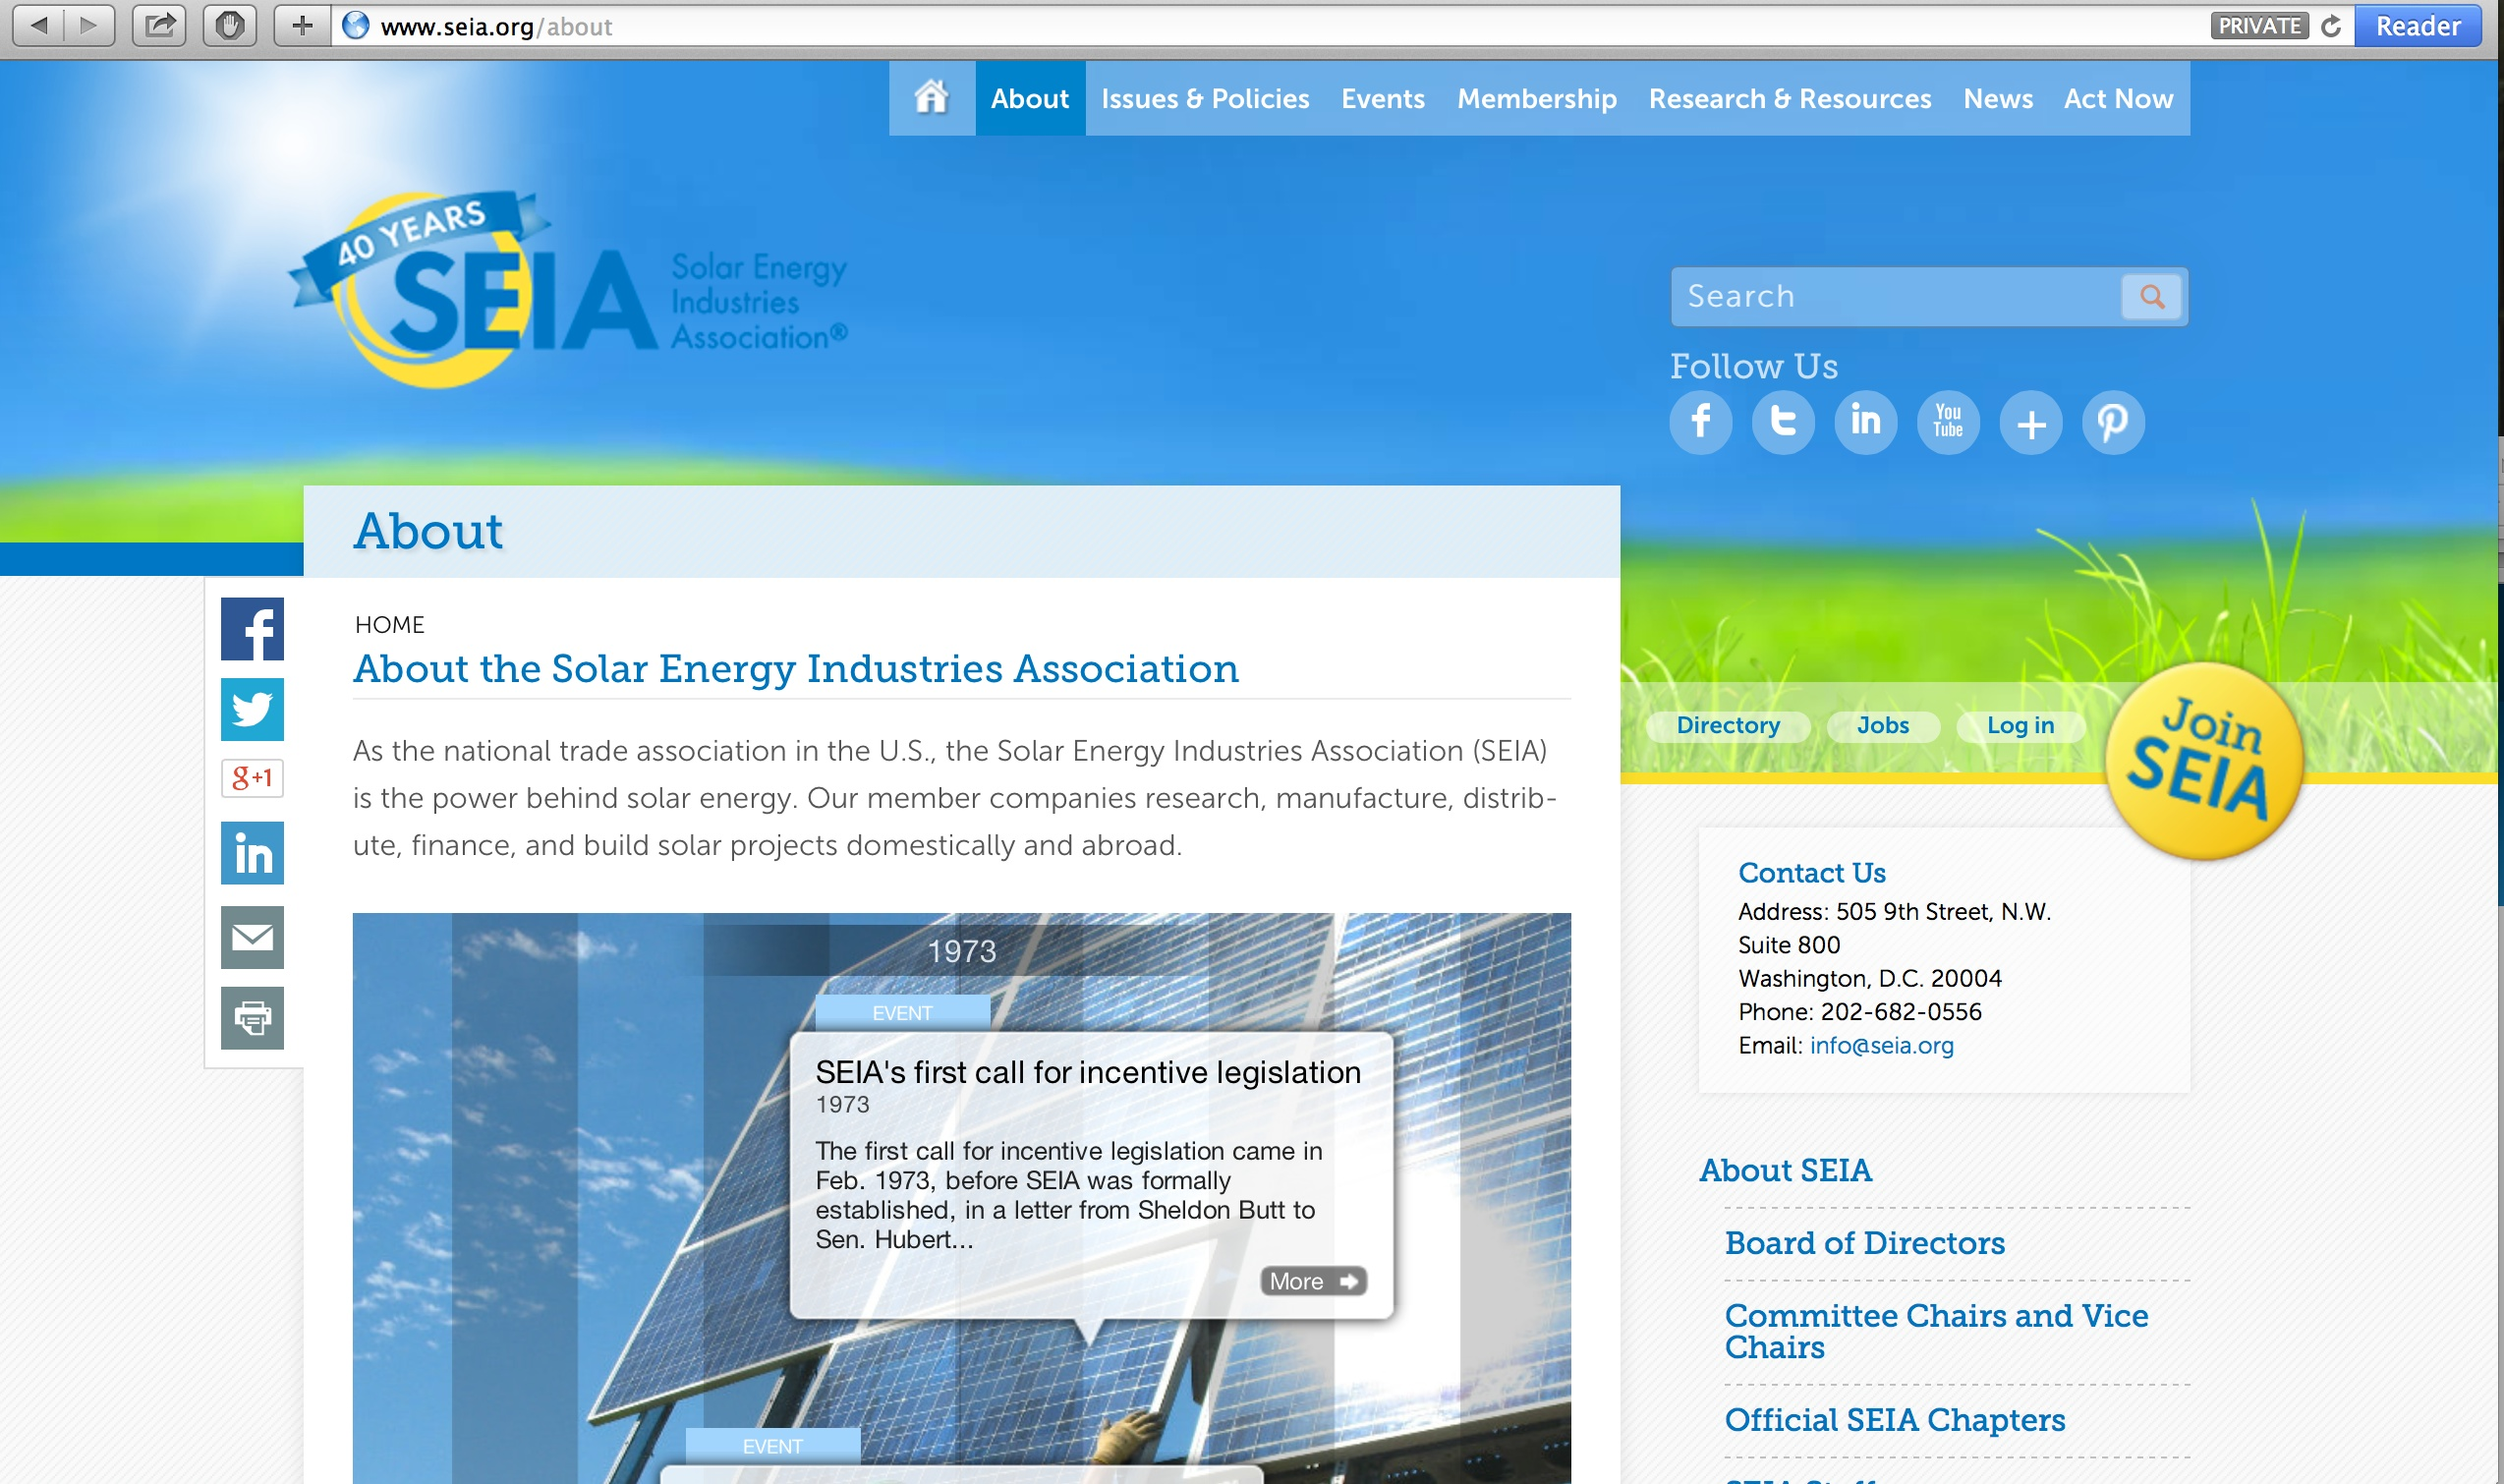 www.seia.org/about
PRIVATE
Reader
About
Issues & Policies
Events
Membership
Research & Resources
News
Act Now
40 YEARS
SEIA
Solar Energy
Industries
Association®
Search
Follow Us
You
Tube
About
HOME
About the Solar Energy Industries Association
As the national trade association in the U.S., the Solar Energy Industries Association (SEIA)
is the power behind solar energy. Our member companies research, manufacture, distrib-
ute, finance, and build solar projects domestically and abroad.
g+1
in
Directory
Jobs
Log in
Join
SEIA
1973
EVENT
SEIA's first call for incentive legislation
1973
The first call for incentive legislation came in
Feb. 1973, before SEIA was formally
established, in a letter from Sheldon Butt to
Sen. Hubert...
More
EVENT
Contact Us
Address: 505 9th Street, N.W.
Suite 800
Washington, D.C. 20004
Phone: 202-682-0556
Email: info@seia.org
About SEIA
Board of Directors
Committee Chairs and Vice
Chairs
Official SEIA Chapters